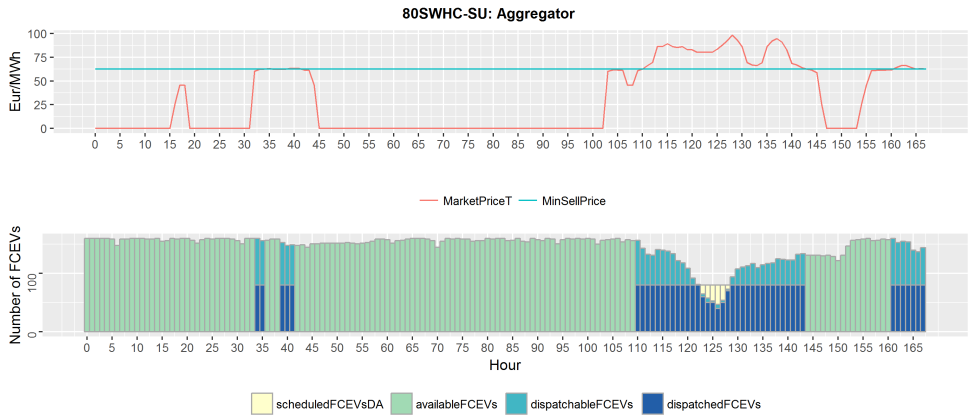 80SWHC-SU: Aggregator
Eur/MWh
100
75
50
25
0
0 5 10 15 20 25 30 35 40 45 50 55 60 65 70 75 80 85 90 95 100 105 110 115 120 125 130 135 140 145 150 155 160 165
MarketPriceT MinSellPrice
Number of FCEVs
100
0
0 5 10 15 20 25 30 35 40 45 50 55 60 65 70 75 80 85 90 95 100 105 110 115 120 125 130 135 140 145 150 155 160 165
Hour
scheduledFCEVsDA availableFCEVs dispatchableFCEVs dispatchedFCEVs